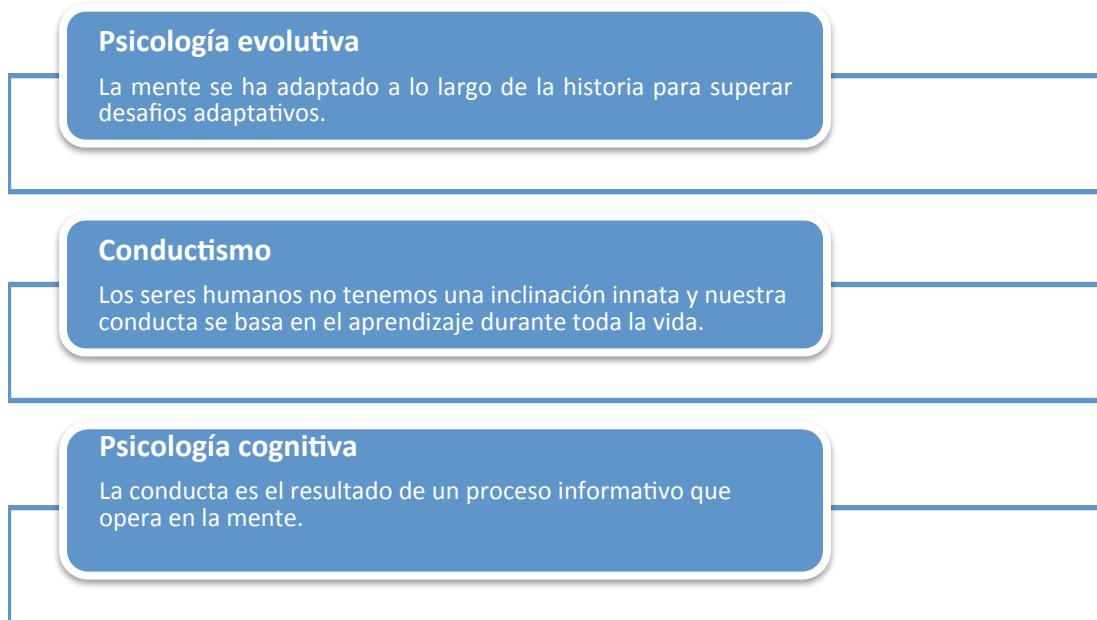 Psicología evolutiva
La mente se ha adaptado a lo largo de la historia para superar
desafios adaptativos.
Conductismo
Los seres humanos no tenemos una inclinación innata y nuestra
conducta se basa en el aprendizaje durante toda la vida.
Psicología cognitiva
La conducta es el resultado de un proceso informativo que
opera en la mente.